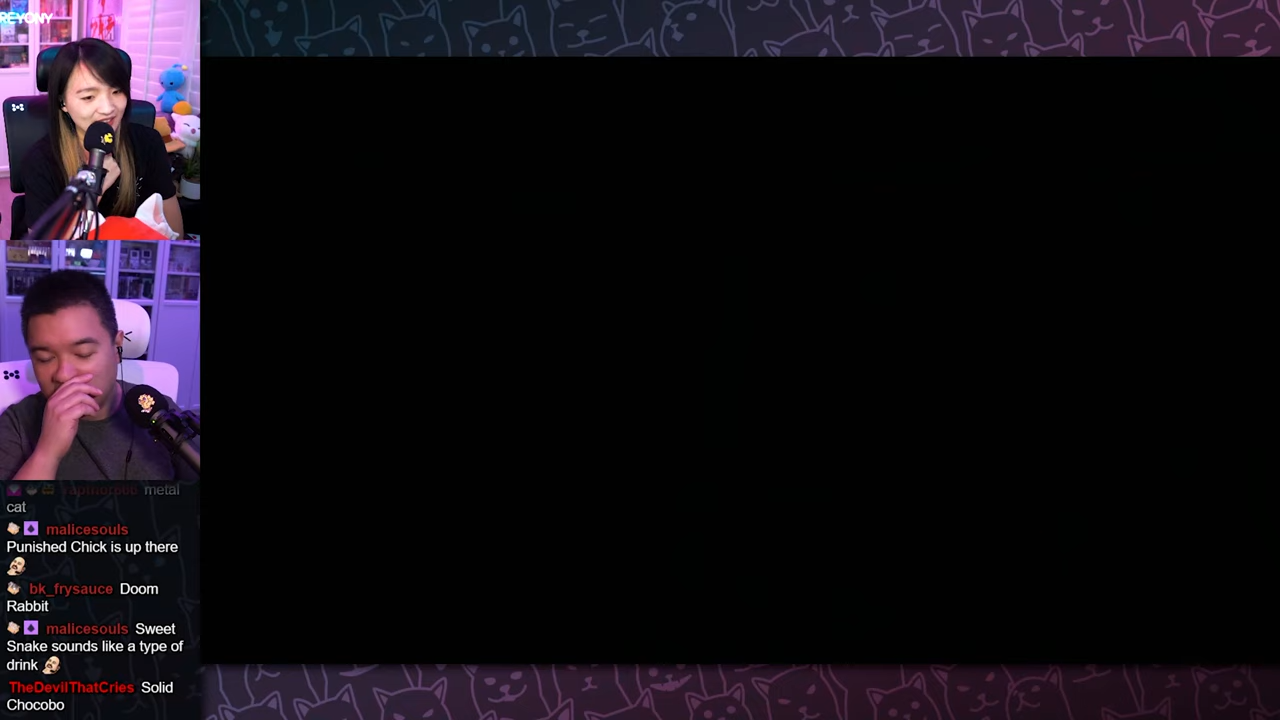 REYONY
metal
cat
malicesouls
Punished Chick is up there
bk_frysauce Doom
Rabbit
malicesouls Sweet
Snake sounds like a type of
drink
TheDevilThatCries Solid
Chocobo